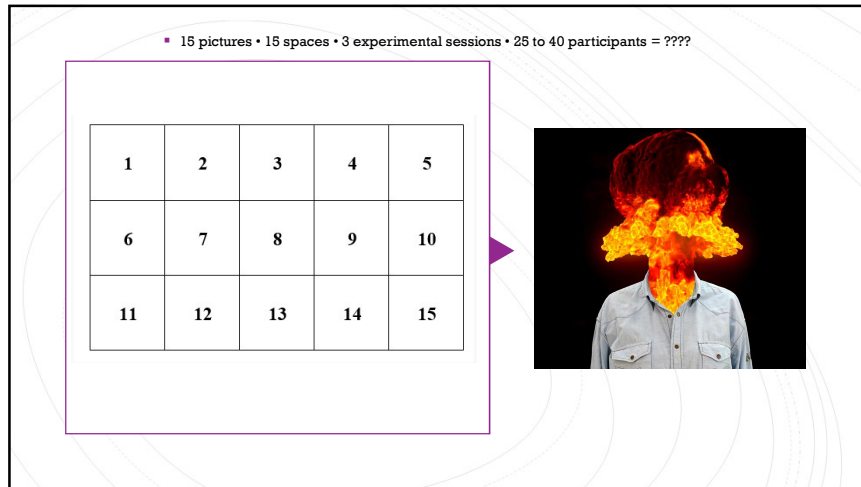 ▪ 15 pictures • 15 spaces • 3 experimental sessions • 25 to 40 participants = ????
1 2 3 4 5
6 7 8 9 10
11 12 13 14 15